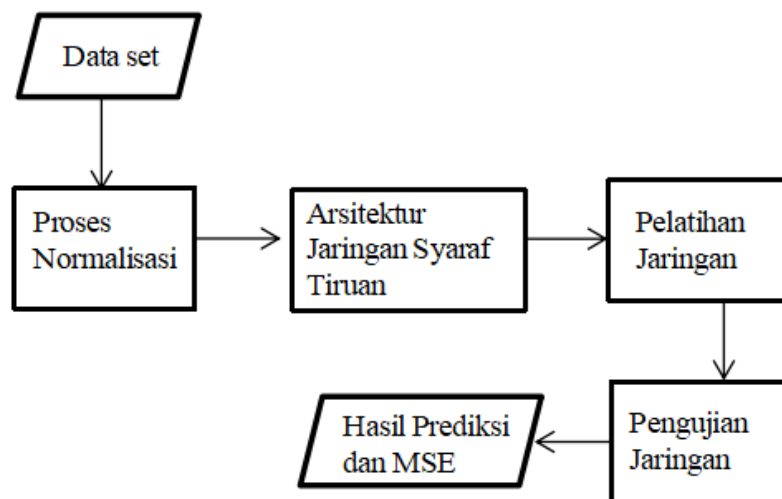 Data set
Proses
Normalisasi
Arsitektur
Jaringan Syaraf
Tiruan
Pelatihan
Jaringan
Pengujian
Jaringan
Hasil Prediksi
dan MSE